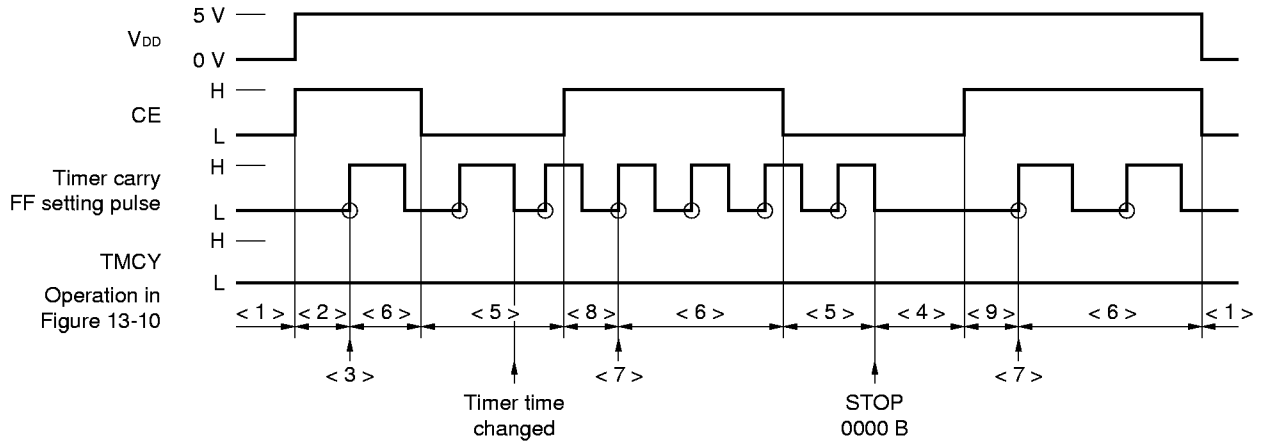 5 V
VDD
0 V
H
CE
L
H
Timer carry
FF setting pulse
L
H
TMCY
L
Operation in
Figure 13-10
< 1 > < 2 > < 6 > < 5 > < 8 > < 6 > < 5 > < 4 > < 9 > < 6 > < 1 >
< 3 > < 7 > < 7 >
Timer time
changed
STOP
0000 B